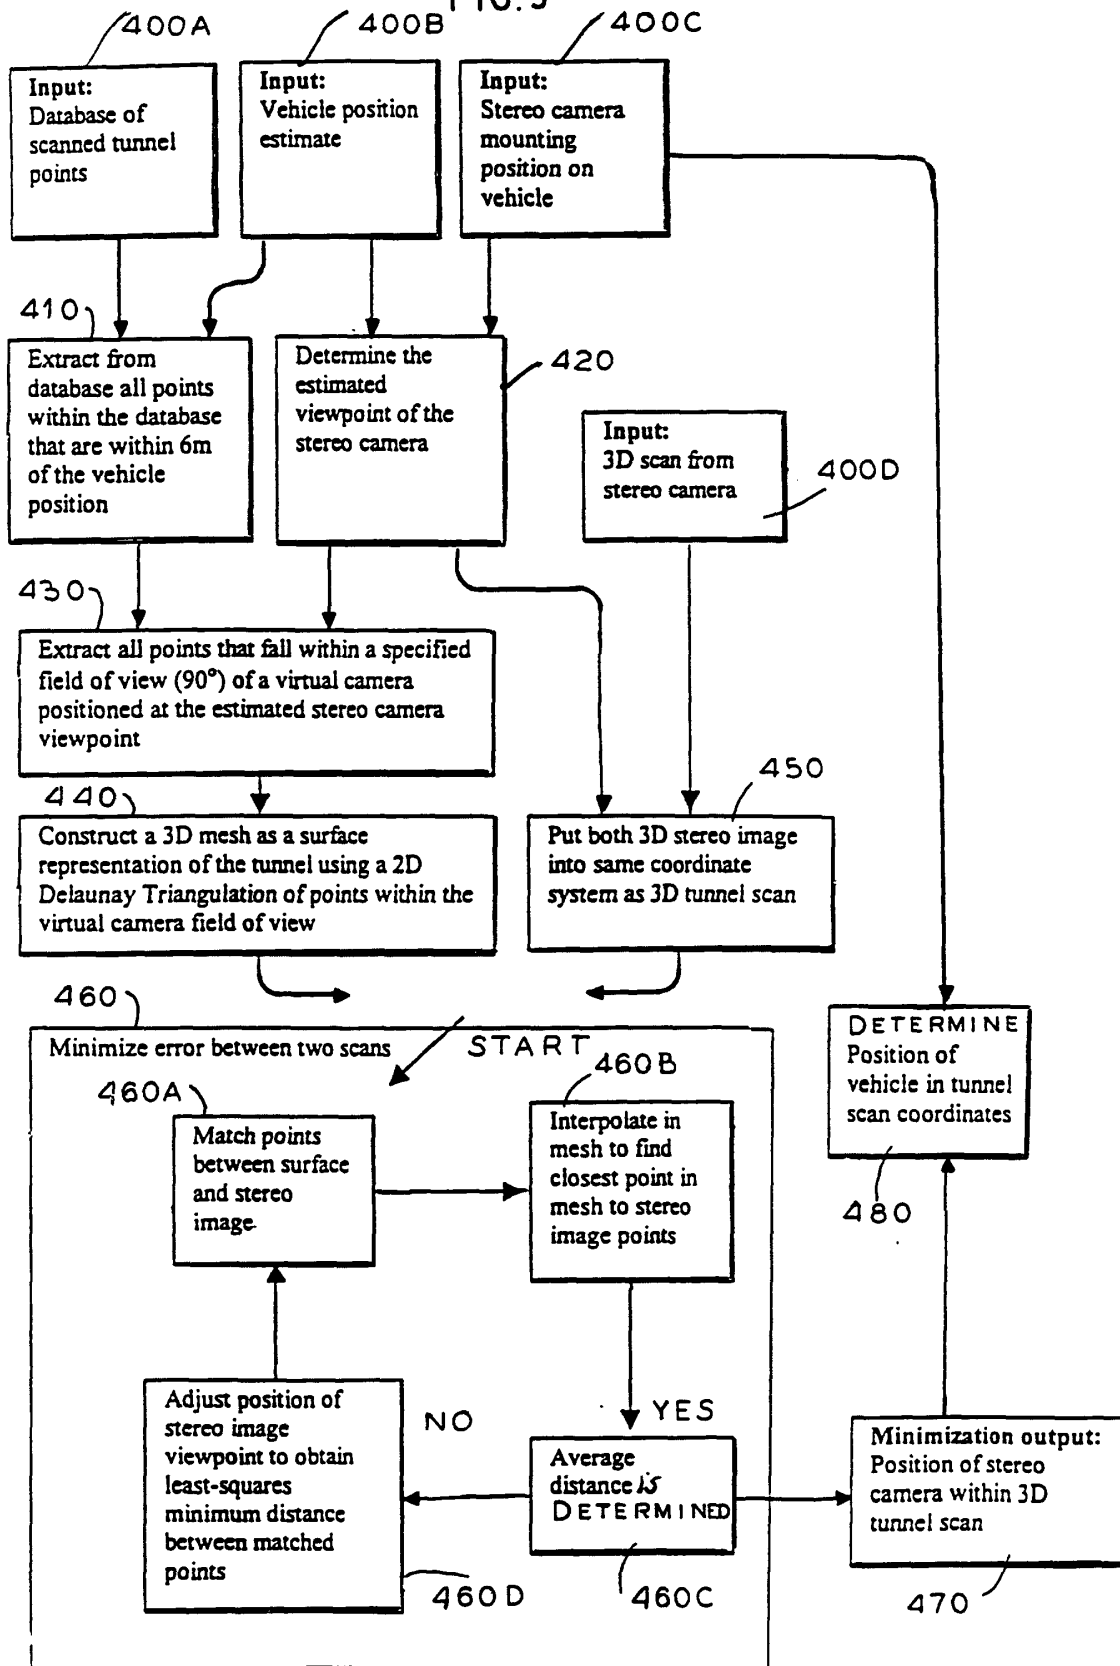 400A
400B
400C
Input:
Database of
scanned tunnel
points
Input:
Vehicle position
estimate
Input:
Stereo camera
mounting
position on
vehicle
410
Extract from
database all points
within the database
that are within 6m
of the vehicle
position
Determine the
estimated
viewpoint of the
stereo camera
420
Input:
3D scan from
stereo camera
400D
430
Extract all points that fall within a specified
field of view (90°) of a virtual camera
positioned at the estimated stereo camera
viewpoint
440
Construct a 3D mesh as a surface
representation of the tunnel using a 2D
Delaunay Triangulation of points within the
virtual camera field of view
450
Put both 3D stereo image
into same coordinate
system as 3D tunnel scan
460
Minimize error between two scans
START
460A
Match points
between surface
and stereo
image
460B
Interpolate in
mesh to find
closest point in
mesh to stereo
image points
DETERMINE
Position of
vehicle in tunnel
scan coordinates
480
Adjust position of
stereo image
viewpoint to obtain
least-squares
minimum distance
between matched
points
460D
NO
YES
Average
distance is
DETERMINED
460C
Minimization output:
Position of stereo
camera within 3D
tunnel scan
470